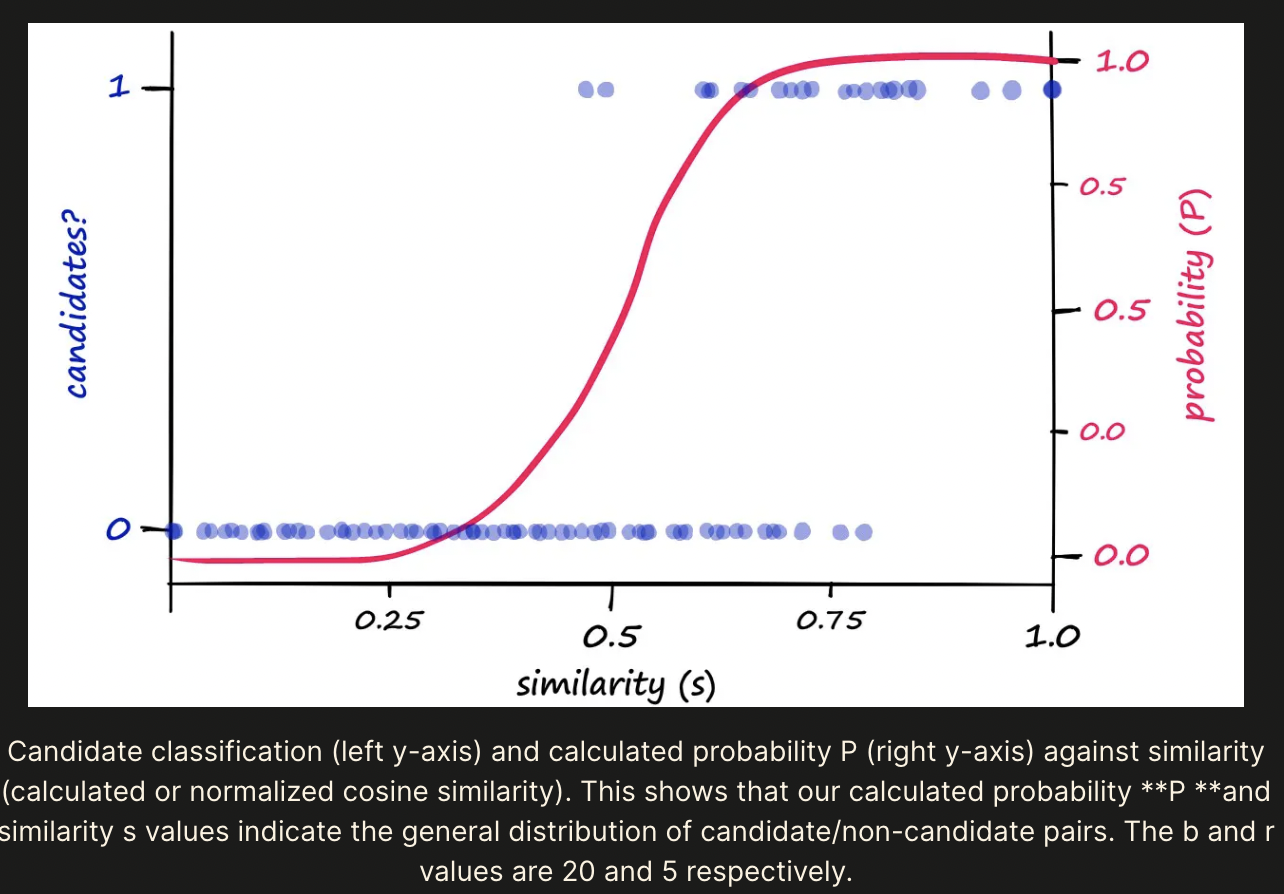 1
candidates?
0
1.0
0.5
0.5
0.0
0.0
probability (P)
0.25
0.5
0.75
1.0
similarity (s)
Candidate classification (left y-axis) and calculated probability P (right y-axis) against similarity
(calculated or normalized cosine similarity). This shows that our calculated probability **P **and
similarity s values indicate the general distribution of candidate/non-candidate pairs. The b and r
values are 20 and 5 respectively.